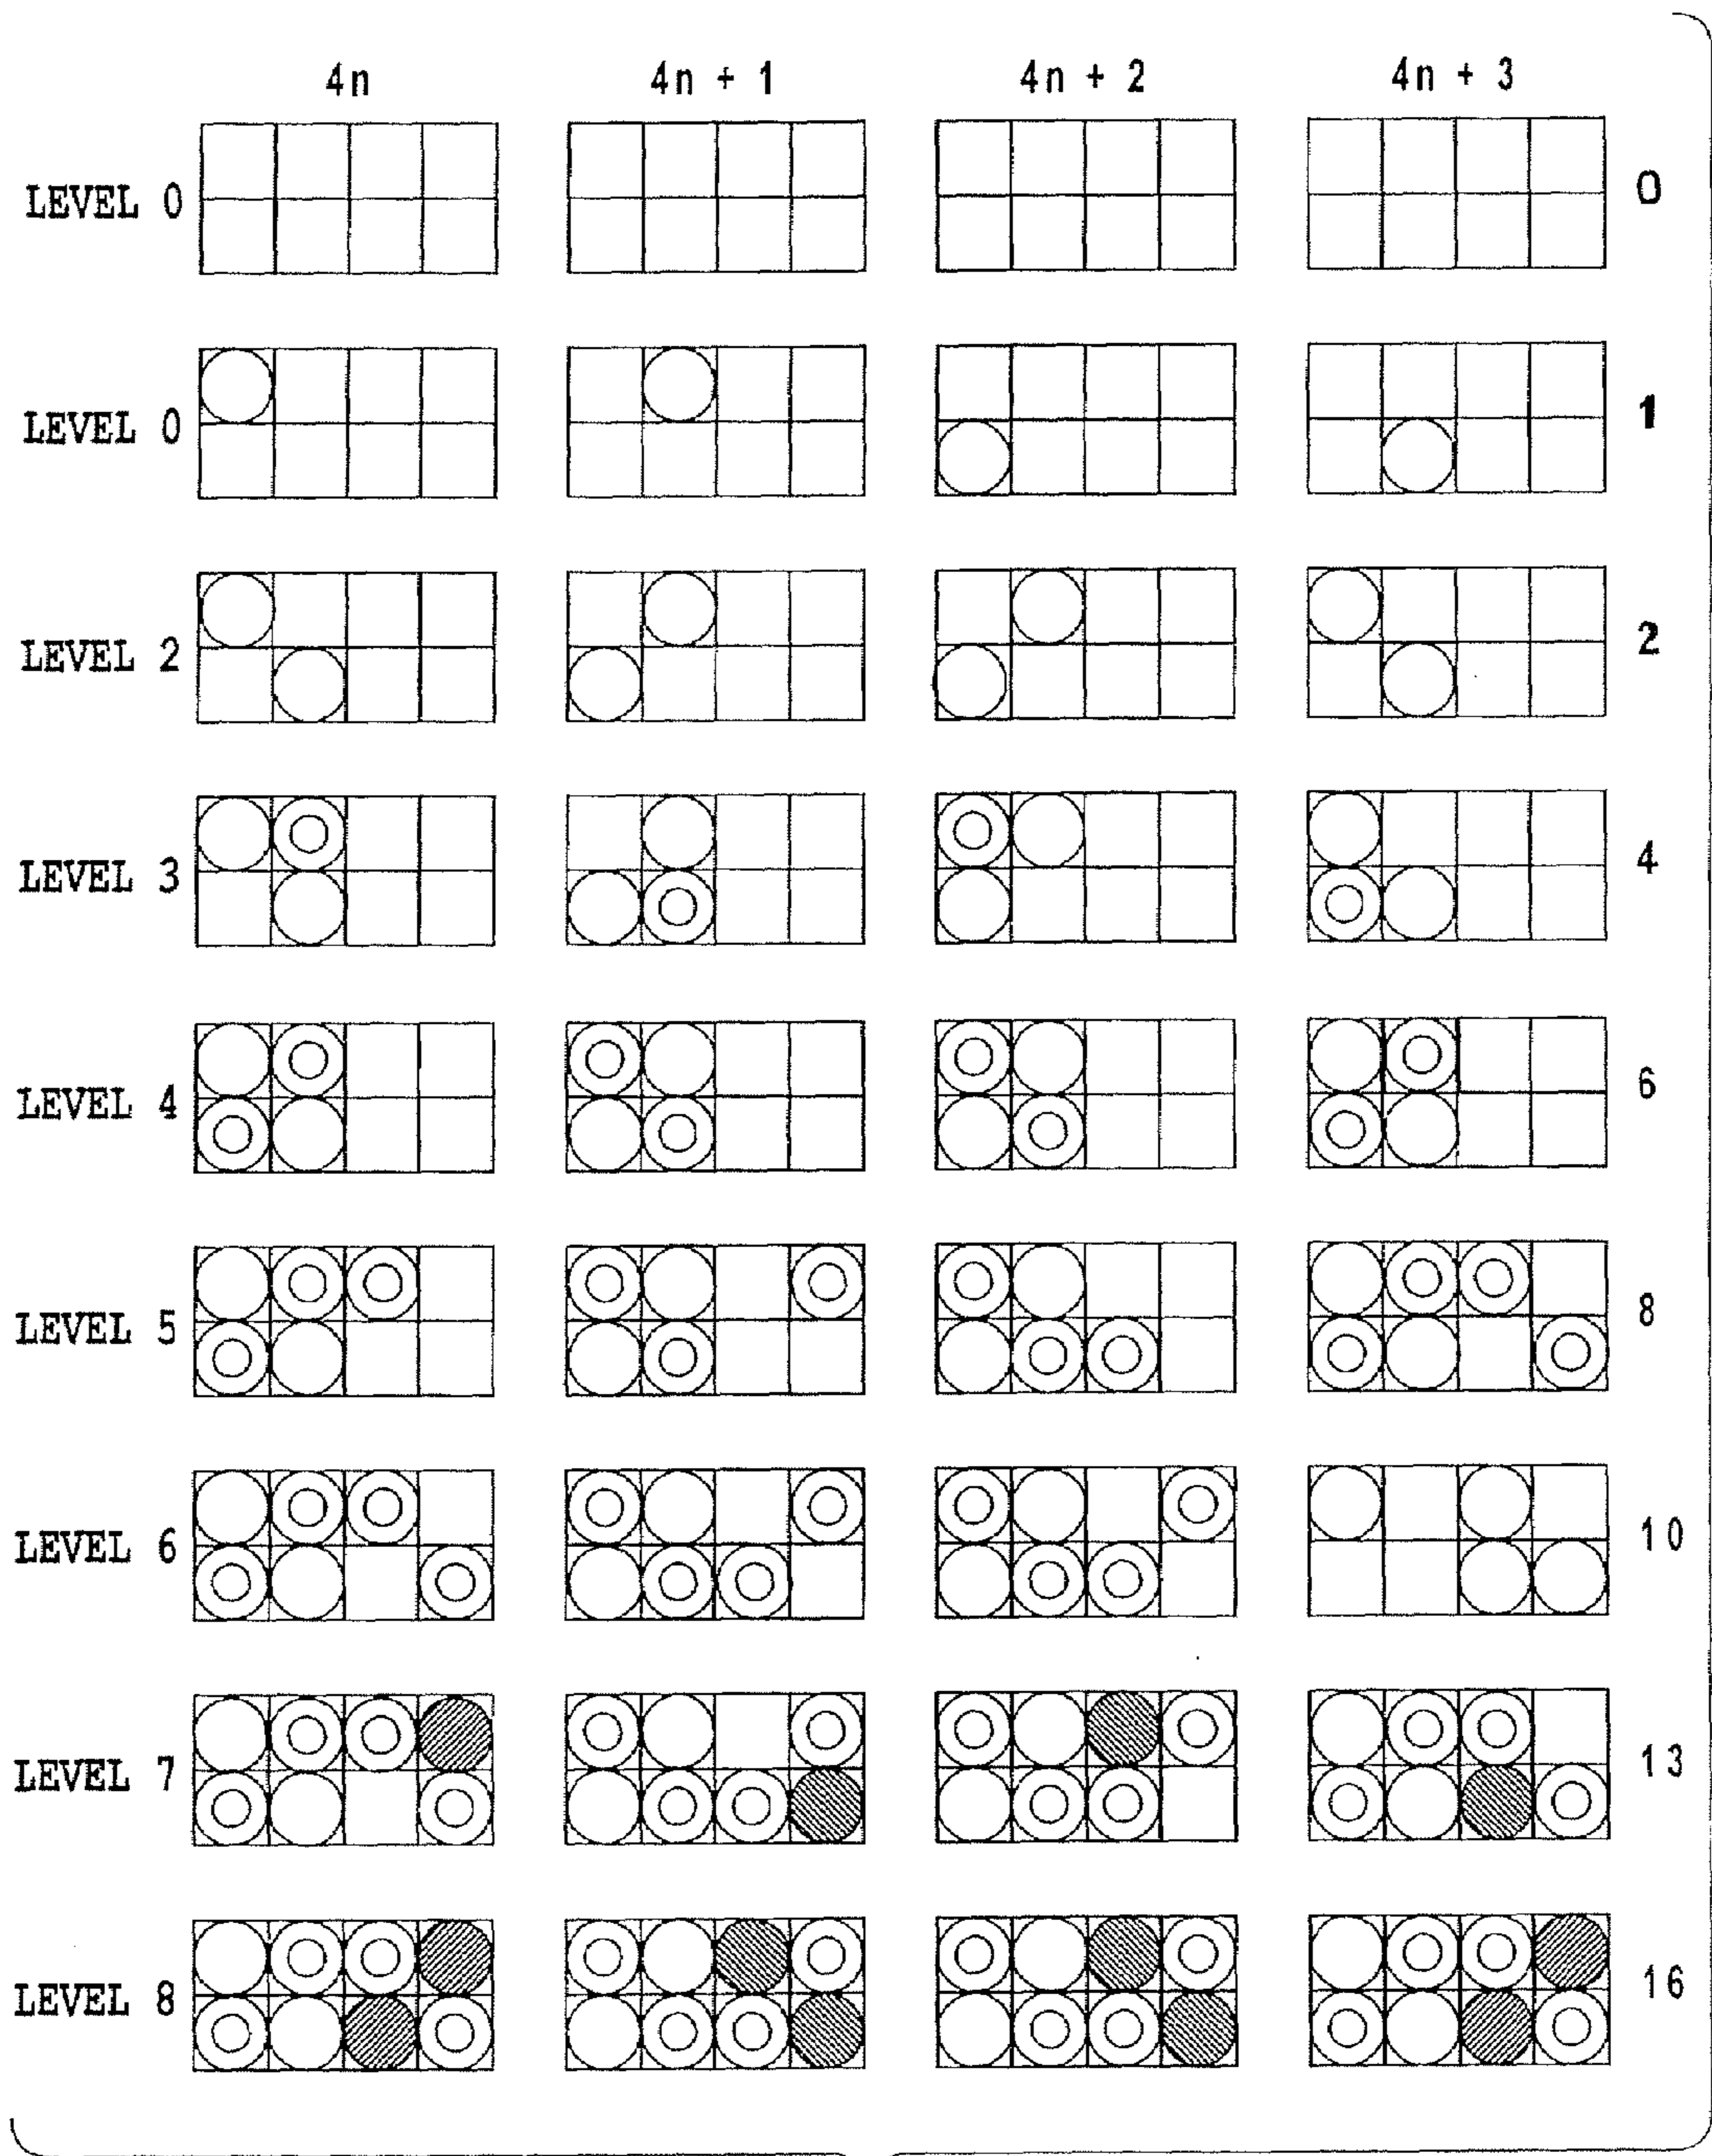 4n 4n + 1 4n + 2 4n + 3
LEVEL 0 0
LEVEL 0 1
LEVEL 2 2
LEVEL 3 4
LEVEL 4 6
LEVEL 5 8
LEVEL 6 10
LEVEL 7 13
LEVEL 8 16